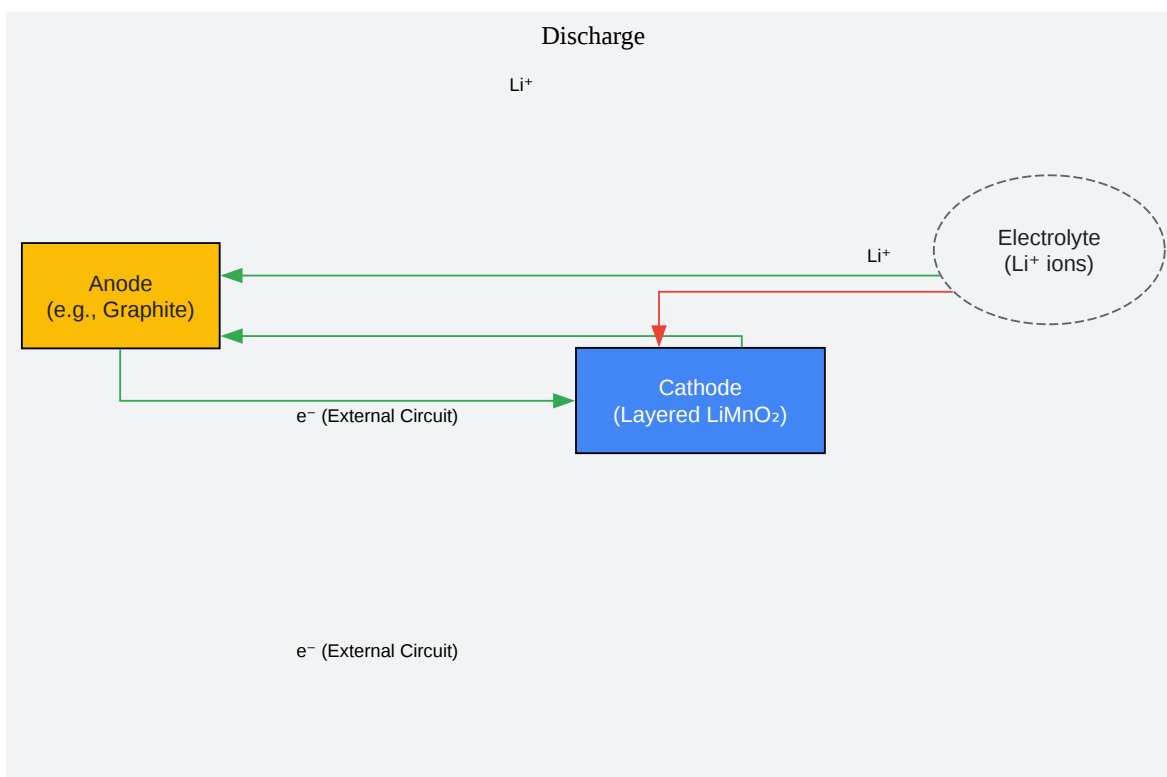 Discharge
Li⁺
Electrolyte
(Li⁺ ions)
Li⁺
Anode
(e.g., Graphite)
Cathode
(Layered LiMnO₂)
e⁻ (External Circuit)
e⁻ (External Circuit)